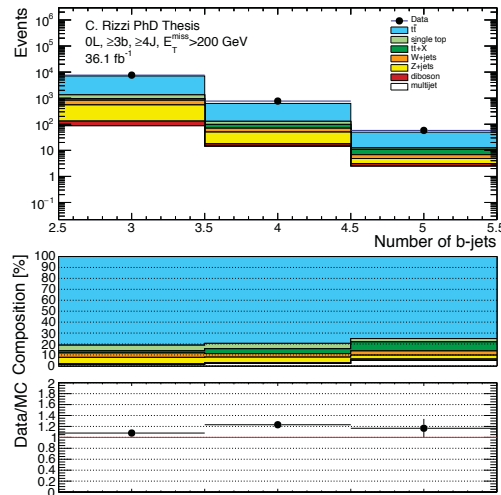 C. Rizzi PhD Thesis
0L, ≥3b, ≥4J, E_T^miss>200 GeV
36.1 fb⁻¹
Data
tt̄
single top
tt̄+X
W+jets
Z+jets
diboson
multijet
Events
10⁶
10⁵
10⁴
10³
10²
10
1
10⁻¹
2.5 3 3.5 4 4.5 5 5.5
Number of b-jets
Composition [%]
100
90
80
70
60
50
40
30
20
10
0
Data/MC
2
1.8
1.6
1.4
1.2
1
0.8
0.6
0.4
0.2
0